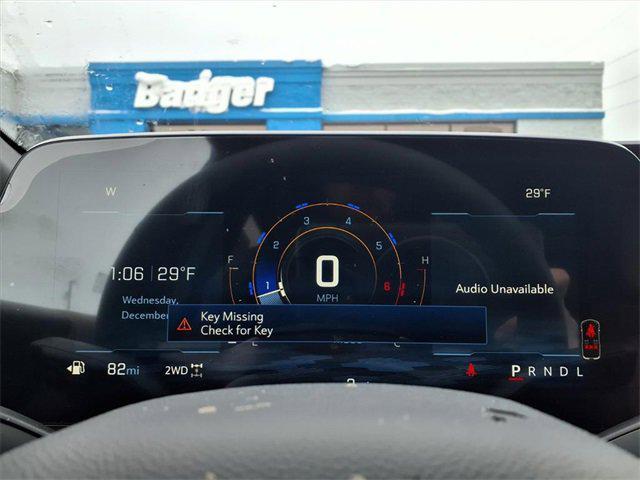 Badger
W
29°F
3 4
2 5
1 6
F H
0
MPH
1:06 29°F
Wednesday,
December
Audio Unavailable
Key Missing
Check for Key
E C
82mi 2WD
P R N D L